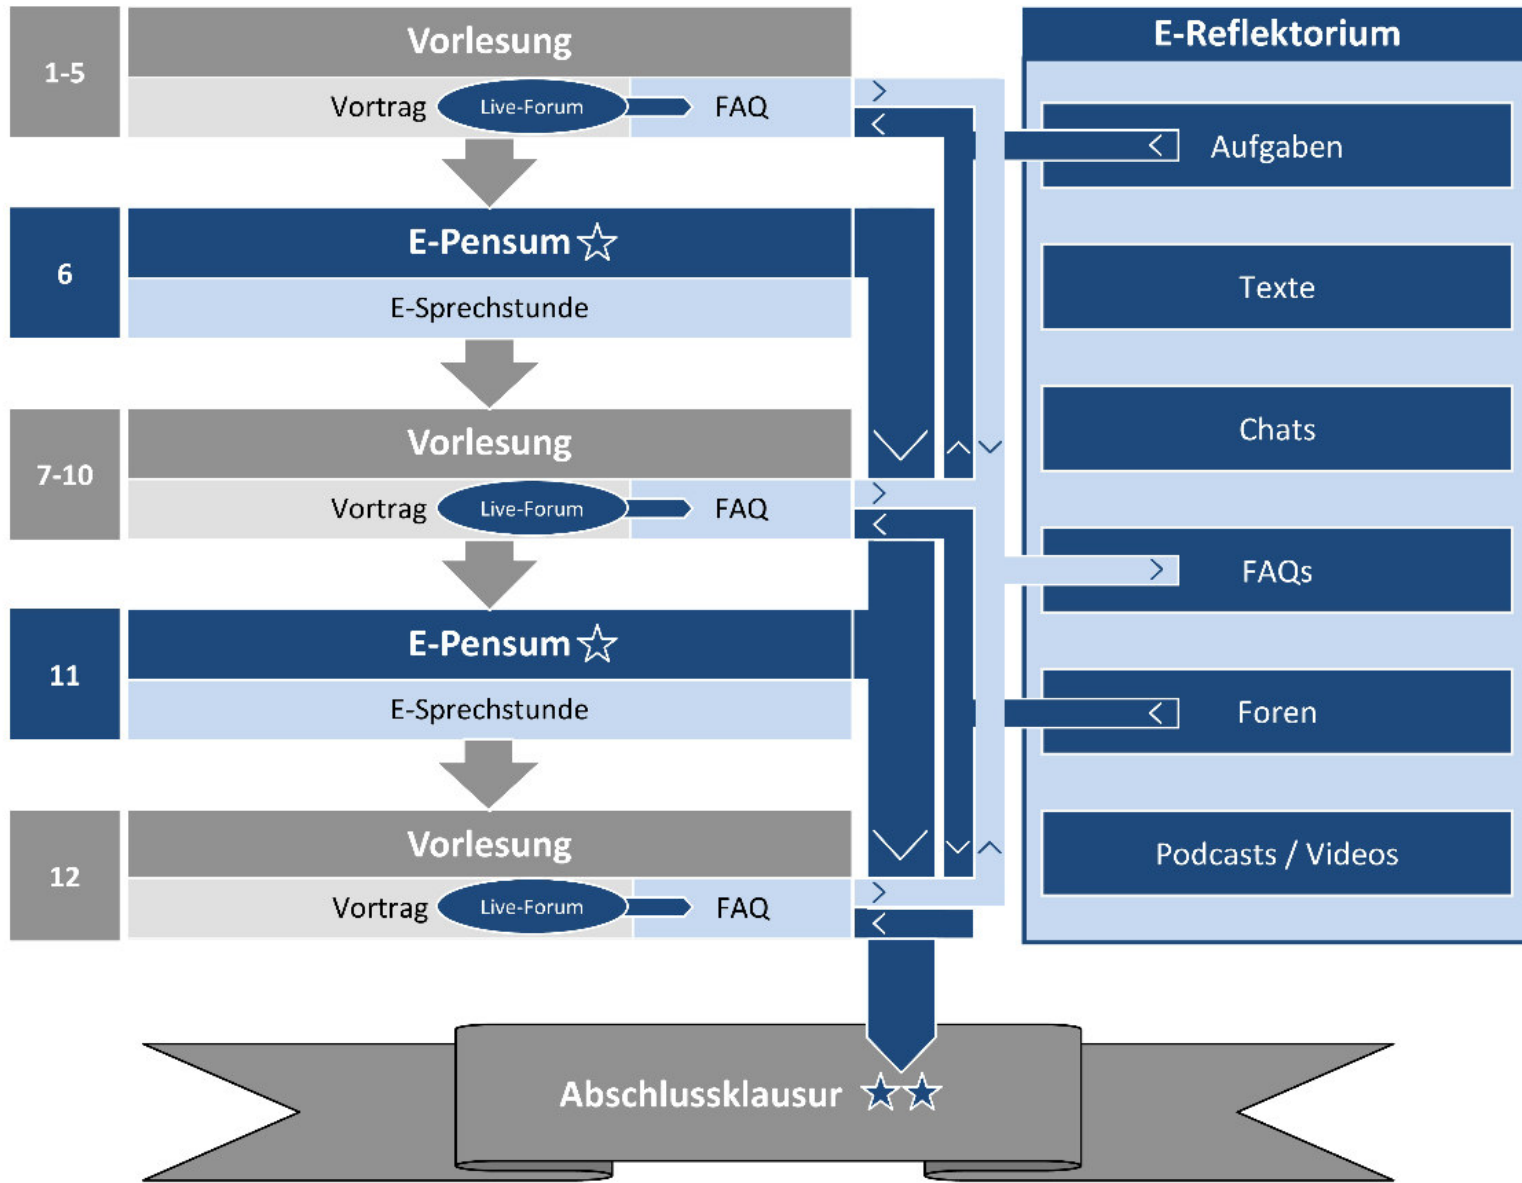 1-5
Vorlesung
Vortrag Live-Forum FAQ
6
E-Pensum
E-Sprechstunde
7-10
Vorlesung
Vortrag Live-Forum FAQ
11
E-Pensum
E-Sprechstunde
12
Vorlesung
Vortrag Live-Forum FAQ
E-Reflektorium
Aufgaben
Texte
Chats
FAQs
Foren
Podcasts / Videos
Abschlussklausur